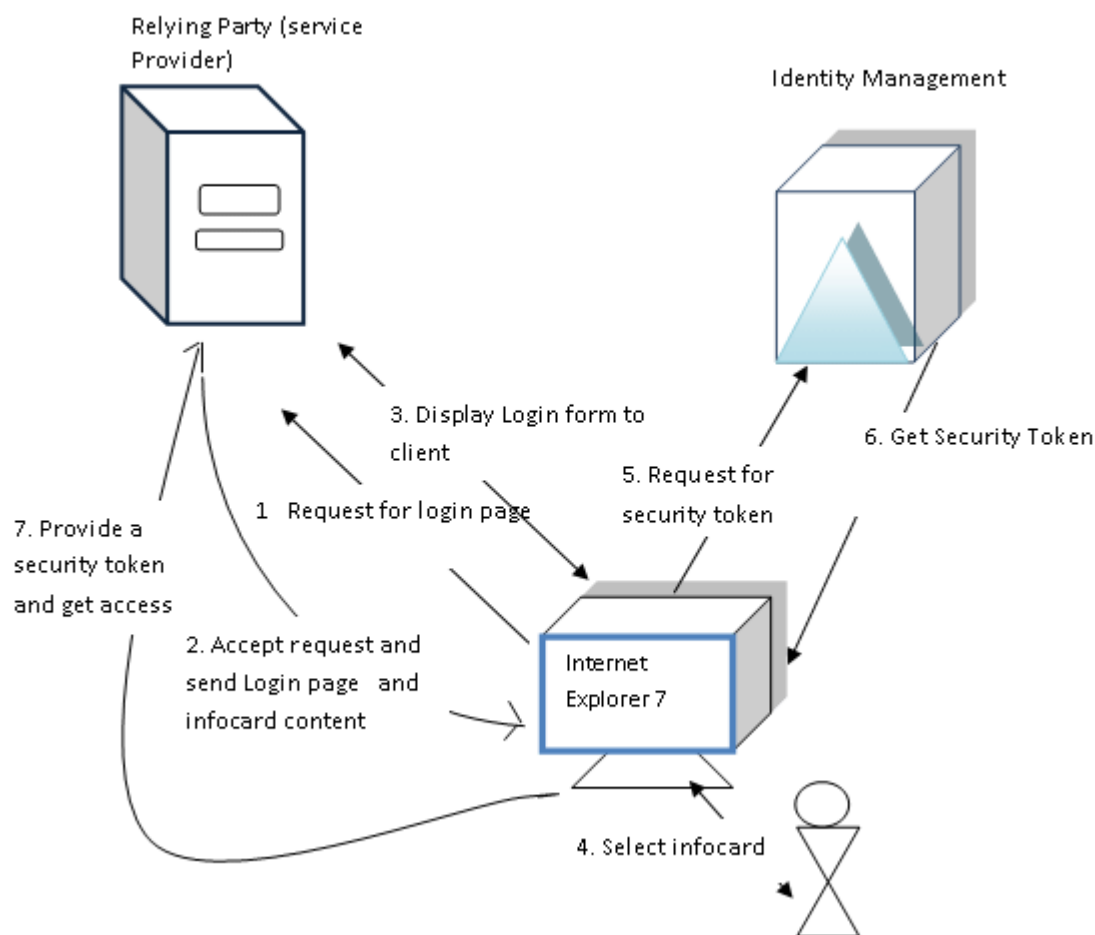 Relying Party (service
Provider)
Identity Management
3. Display Login form to
client
6. Get Security Token
5. Request for
security token
1 Request for login page
7. Provide a
security token
and get access
2. Accept request and
send Login page and
infocard content
Internet
Explorer 7
4. Select infocard